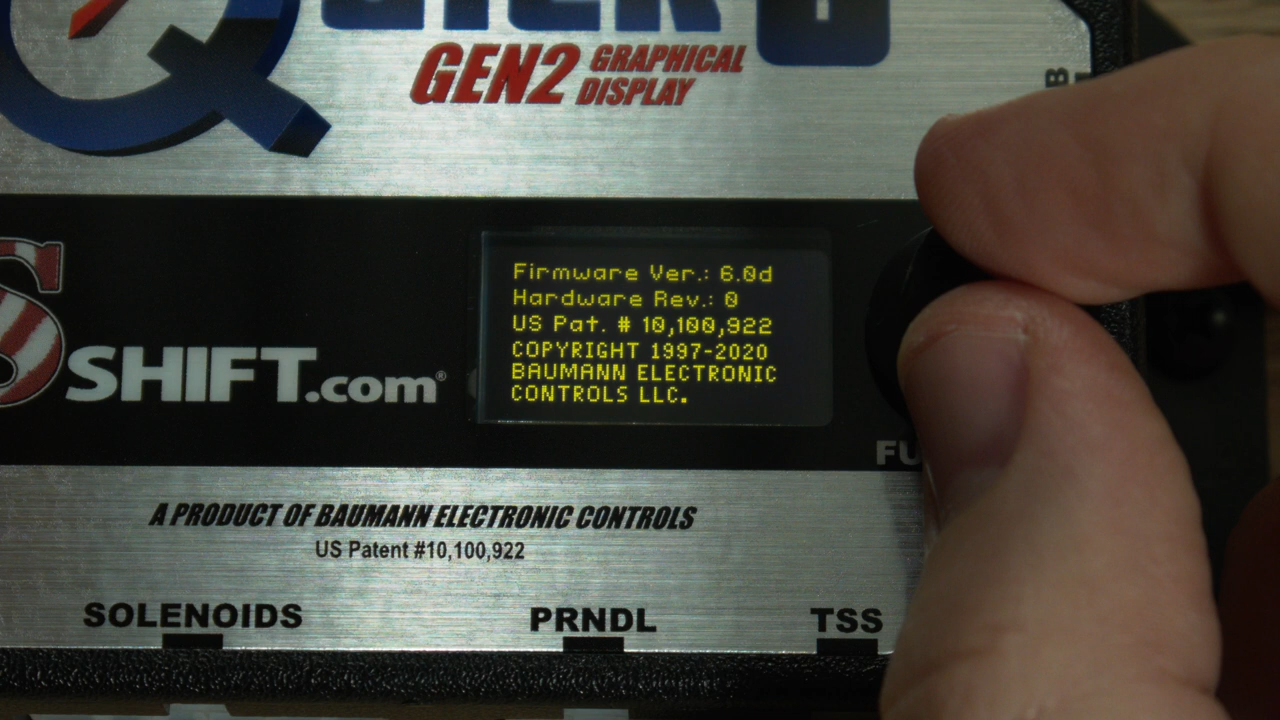 GEN2 GRAPHICAL
DISPLAY
B
Firmware Ver.: 6.0d
Hardware Rev.: 0
US Pat. # 10,100,922
COPYRIGHT 1997-2020
BAUMANN ELECTRONIC
CONTROLS LLC.
SHIFT.com®
A PRODUCT OF BAUMANN ELECTRONIC CONTROLS
US Patent #10,100,922
SOLENOIDS
PRNDL
TSS